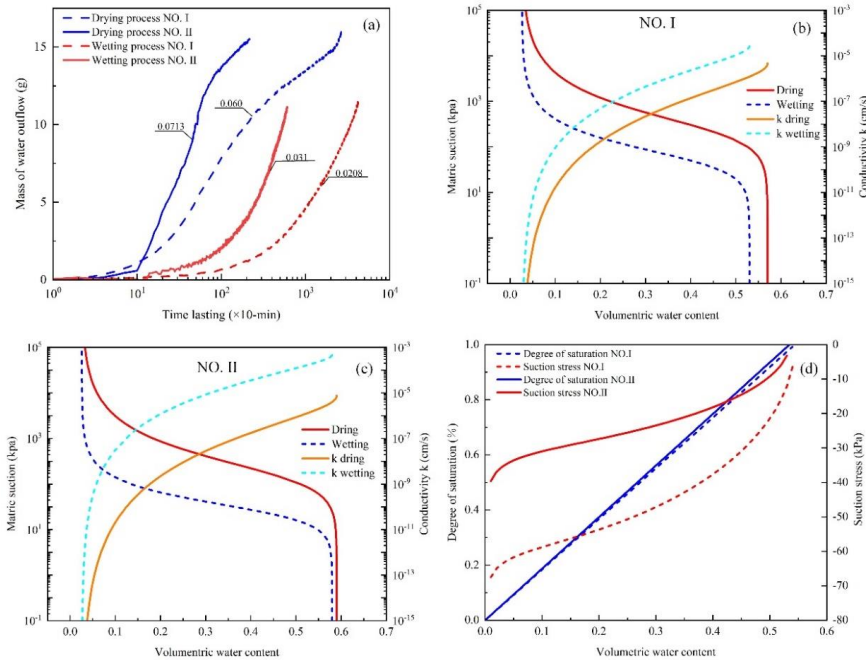 Drying process NO. I
Drying process NO. II
Wetting process NO. I
Wetting process NO. II
(a)
0.0713
0.060
0.031
0.0208
15
10
5
0
10^0
10^1
10^2
10^3
10^4
Mass of water outflow (g)
Time lasting (×10-min)
NO. I
(b)
Dring
Wetting
k dring
k wetting
10^5
10^3
10^1
10^-1
10^-3
10^-5
10^-7
10^-9
10^-11
10^-13
10^-15
0.0 0.1 0.2 0.3 0.4 0.5 0.6 0.7
Matric suction (kpa)
Conductivity k (cm/s)
Volumentric water content
NO. II
(c)
Dring
Wetting
k dring
k wetting
10^5
10^3
10^1
10^-1
10^-3
10^-5
10^-7
10^-9
10^-11
10^-13
10^-15
0.0 0.1 0.2 0.3 0.4 0.5 0.6 0.7
Matric suction (kpa)
Conductivity k (cm/s)
Volumentric water content
Degree of saturation NO.I
Suction stress NO.I
Degree of saturation NO.II
Suction stress NO.II
(d)
1.0
0.8
0.6
0.4
0.2
0.0
0
-10
-20
-30
-40
-50
-60
-70
-80
0.0 0.1 0.2 0.3 0.4 0.5 0.6
Degree of saturation (%)
Suction stress (kPa)
Volumetric water content